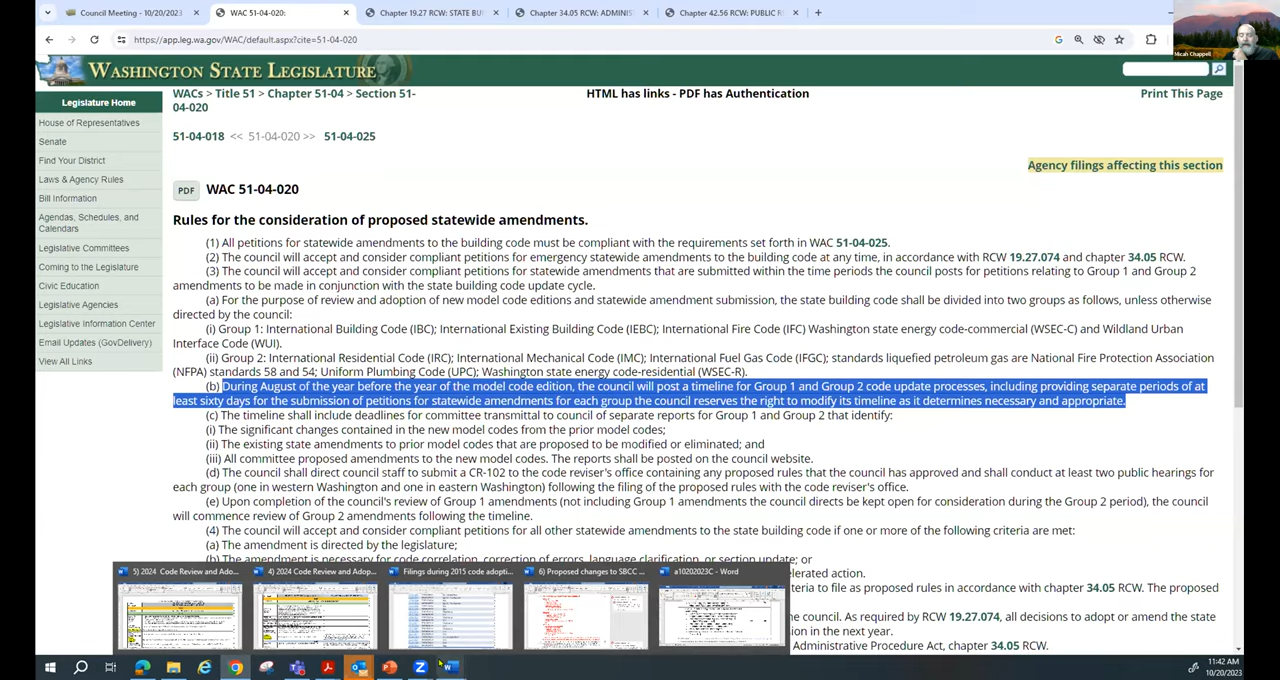 Council Meeting - 10/20/2023
WAC 51-04-020:
Chapter 19.27 RCW: STATE BUI
Chapter 34.05 RCW: ADMINIS
Chapter 42.56 RCW: PUBLIC R
https://app.leg.wa.gov/WAC/default.aspx?cite=51-04-020
Micah Chappell
WASHINGTON STATE LEGISLATURE
Legislature Home
House of Representatives
Senate
Find Your District
Laws & Agency Rules
Bill Information
Agendas, Schedules, and
Calendars
Legislative Committees
Coming to the Legislature
Civic Education
Legislative Agencies
Legislative Information Center
Email Updates (GovDelivery)
View All Links
WACs > Title 51 > Chapter 51-04 > Section 51-
04-020
HTML has links - PDF has Authentication
Print This Page
51-04-018 << 51-04-020 >> 51-04-025
Agency filings affecting this section
PDF WAC 51-04-020
Rules for the consideration of proposed statewide amendments.
(1) All petitions for statewide amendments to the building code must be compliant with the requirements set forth in WAC 51-04-025.
(2) The council will accept and consider compliant petitions for emergency statewide amendments to the building code at any time, in accordance with RCW 19.27.074 and chapter 34.05 RCW.
(3) The council will accept and consider compliant petitions for statewide amendments that are submitted within the time periods the council posts for petitions relating to Group 1 and Group 2
amendments to be made in conjunction with the state building code update cycle.
(a) For the purpose of review and adoption of new model code editions and statewide amendment submission, the state building code shall be divided into two groups as follows, unless otherwise
directed by the council:
(i) Group 1: International Building Code (IBC); International Existing Building Code (IEBC); International Fire Code (IFC) Washington state energy code-commercial (WSEC-C) and Wildland Urban
Interface Code (WUI).
(ii) Group 2: International Residential Code (IRC); International Mechanical Code (IMC); International Fuel Gas Code (IFGC); standards liquefied petroleum gas are National Fire Protection Association
(NFPA) standards 58 and 54; Uniform Plumbing Code (UPC); Washington state energy code-residential (WSEC-R).
(b) During August of the year before the year of the model code edition, the council will post a timeline for Group 1 and Group 2 code update processes, including providing separate periods of at
least sixty days for the submission of petitions for statewide amendments for each group the council reserves the right to modify its timeline as it determines necessary and appropriate.
(c) The timeline shall include deadlines for committee transmittal to council of separate reports for Group 1 and Group 2 that identify:
(i) The significant changes contained in the new model codes from the prior model codes;
(ii) The existing state amendments to prior model codes that are proposed to be modified or eliminated; and
(iii) All committee proposed amendments to the new model codes. The reports shall be posted on the council website.
(d) The council shall direct council staff to submit a CR-102 to the code reviser's office containing any proposed rules that the council has approved and shall conduct at least two public hearings for
each group (one in western Washington and one in eastern Washington) following the filing of the proposed rules with the code reviser's office.
(e) Upon completion of the council's review of Group 1 amendments (not including Group 1 amendments the council directs be kept open for consideration during the Group 2 period), the council
will commence review of Group 2 amendments following the timeline.
(4) The council will accept and consider compliant petitions for all other statewide amendments to the state building code if one or more of the following criteria are met:
(a) The amendment is directed by the legislature;
(b) The amendment is necessary for code correlation, correction of errors, language clarification, or section update; or
elerated action.
teria to file as proposed rules in accordance with chapter 34.05 RCW. The proposed
the council. As required by RCW 19.27.074, all decisions to adopt or amend the state
ion in the next year.
Administrative Procedure Act, chapter 34.05 RCW.
5) 2024 Code Review and Ado...
4) 2024 Code Review and Adop...
Filings during 2015 code adopti...
6) Proposed changes to SBCC ...
a10202023C - Word
11:42 AM
10/20/2023